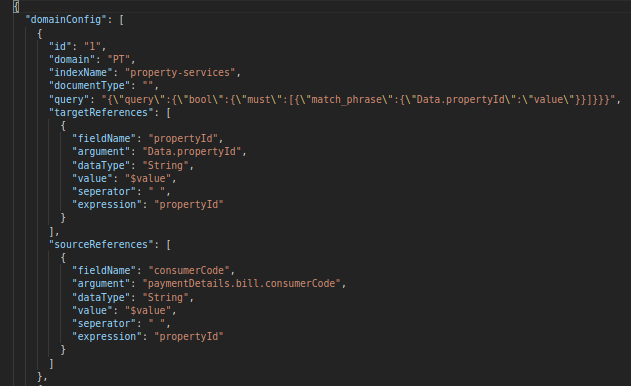 {
"domainConfig": [
{
"id": "1",
"domain": "PT",
"indexName": "property-services",
"documentType": "",
"query": "{\"query\":{\"bool\":{\"must\":[{\"match_phrase\":{\"Data.propertyId\":\"value\"}}]}}}",
"targetReferences": [
{
"fieldName": "propertyId",
"argument": "Data.propertyId",
"dataType": "String",
"value": "$value",
"seperator": " ",
"expression": "propertyId"
}
],
"sourceReferences": [
{
"fieldName": "consumerCode",
"argument": "paymentDetails.bill.consumerCode",
"dataType": "String",
"value": "$value",
"seperator": " ",
"expression": "propertyId"
}
]
},